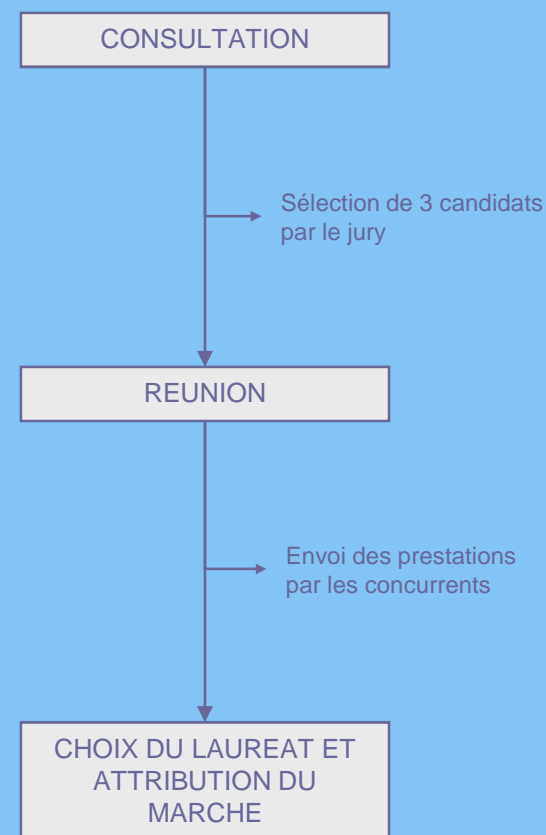 CONSULTATION
Sélection de 3 candidats
par le jury
REUNION
Envoi des prestations
par les concurrents
CHOIX DU LAUREAT ET
ATTRIBUTION DU
MARCHE